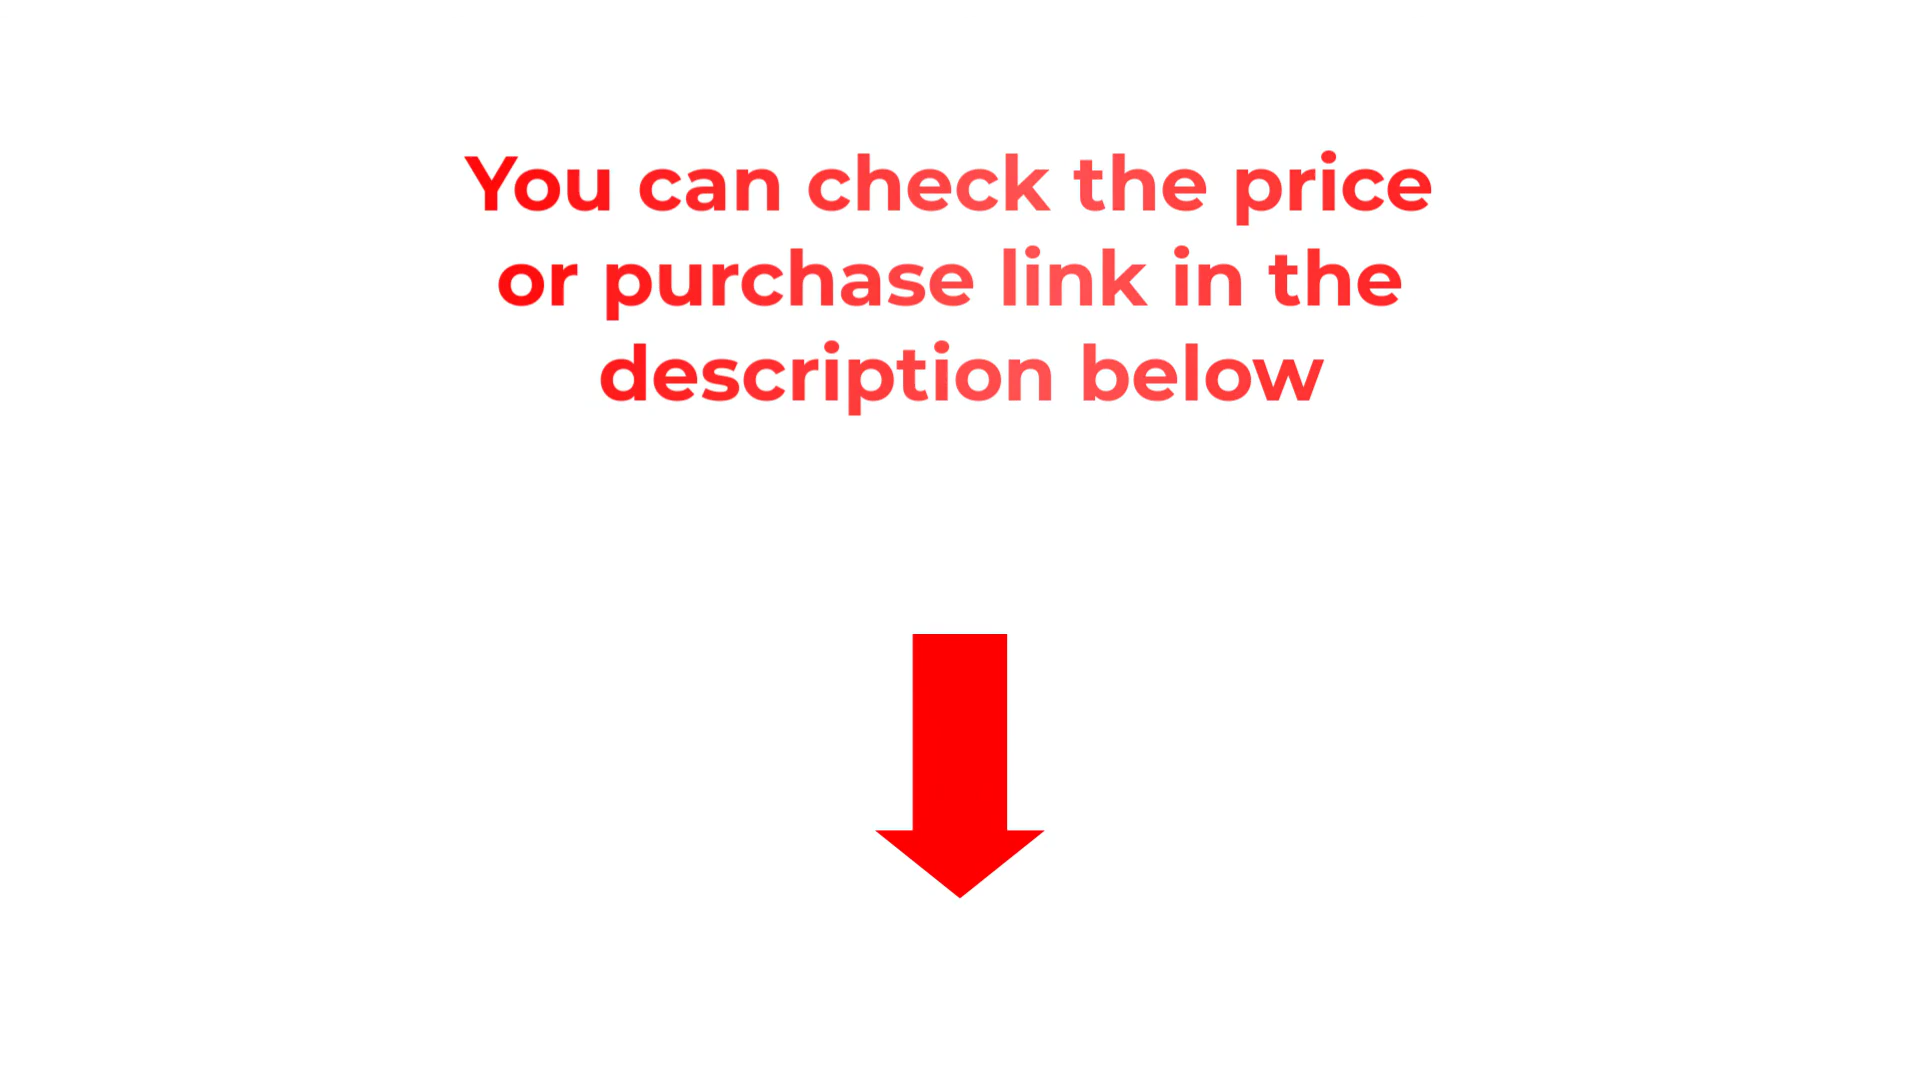 You can check the price
or purchase link in the
description below